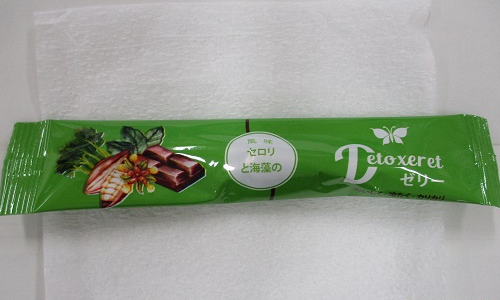 風味
セロリ
と海藻の
Detoxeret
ゼリー